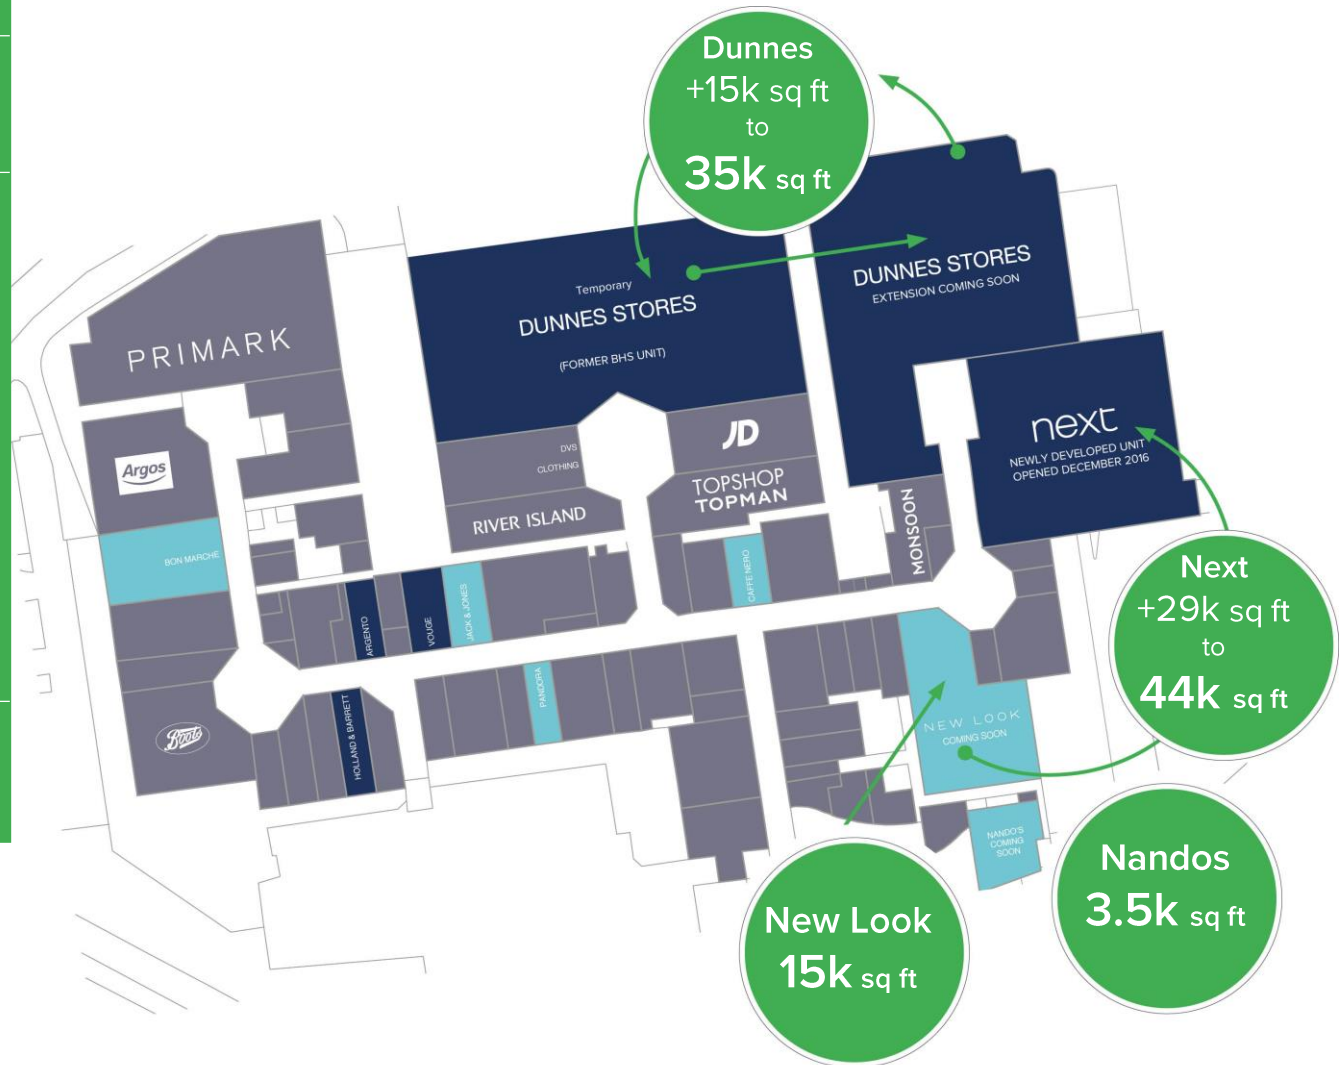 Dunnes
+15k sq ft
to
35k sq ft
DUNNES STORES
EXTENSION COMING SOON
Temporary
DUNNES STORES
(FORMER BHS UNIT)
PRIMARK
next
NEWLY DEVELOPED UNIT
OPENED DECEMBER 2016
JD
DVS
CLOTHING
Argos
TOPSHOP
TOPMAN
RIVER ISLAND
MONSOON
BON MARCHE
CAFFE NERO
JACK & JONES
VOUGE
ARGENTO
Next
+29k sq ft
to
44k sq ft
PANDORA
HOLLAND & BARRETT
Boots
NEW LOOK
COMING SOON
NANDO'S
COMING
SOON
Nandos
3.5k sq ft
New Look
15k sq ft